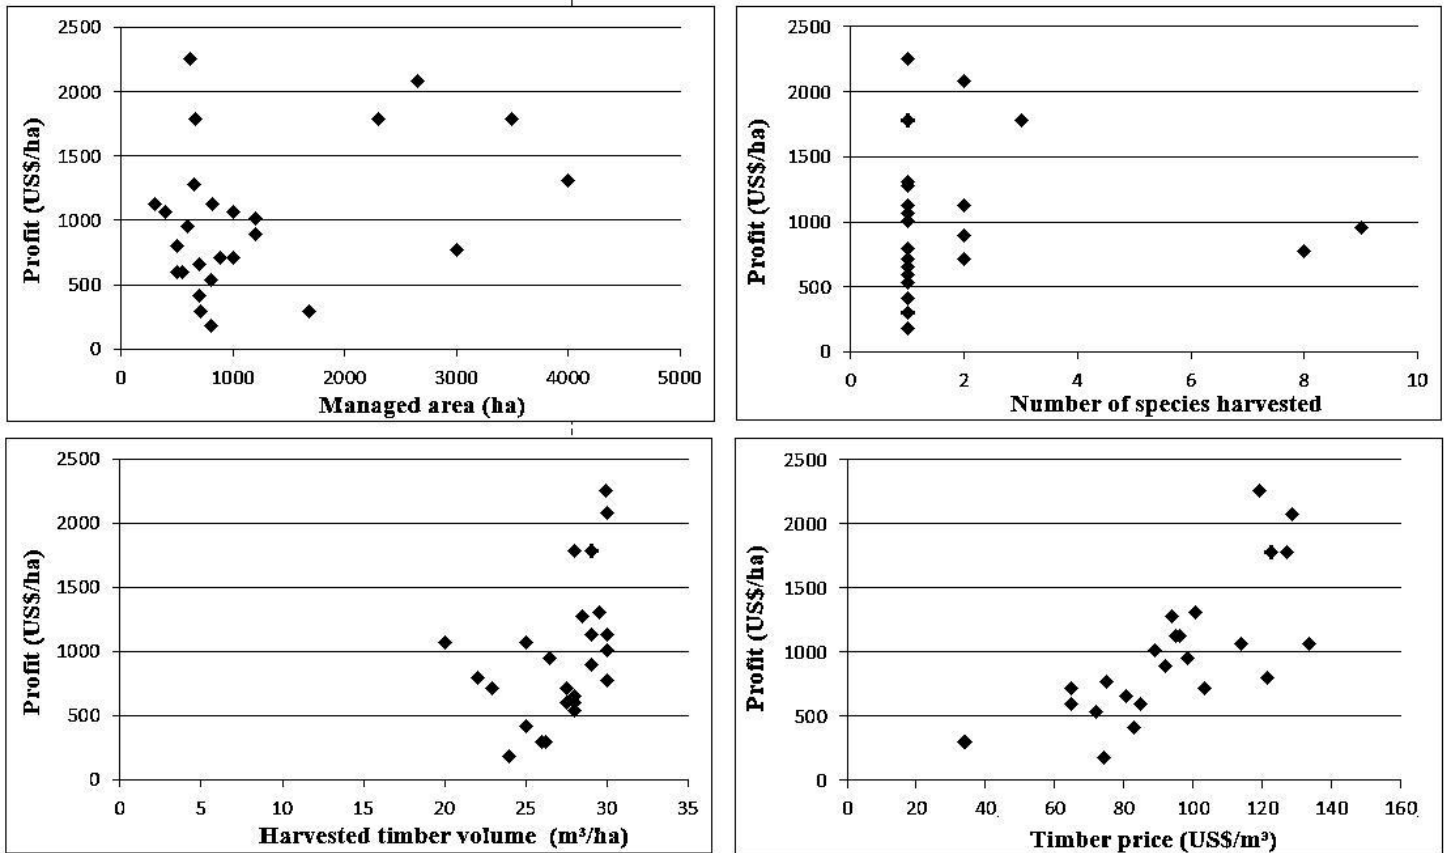 2500
2000
1500
1000
500
0
Profit (US$/ha)
0 1000 2000 3000 4000 5000
Managed area (ha)
2500
2000
1500
1000
500
0
Profit (US$/ha)
0 2 4 6 8 10
Number of species harvested
2500
2000
1500
1000
500
0
Profit (US$/ha)
0 5 10 15 20 25 30 35
Harvested timber volume (m³/ha)
2500
2000
1500
1000
500
0
Profit (US$/ha)
0 20 40 60 80 100 120 140 160
Timber price (US$/m³)